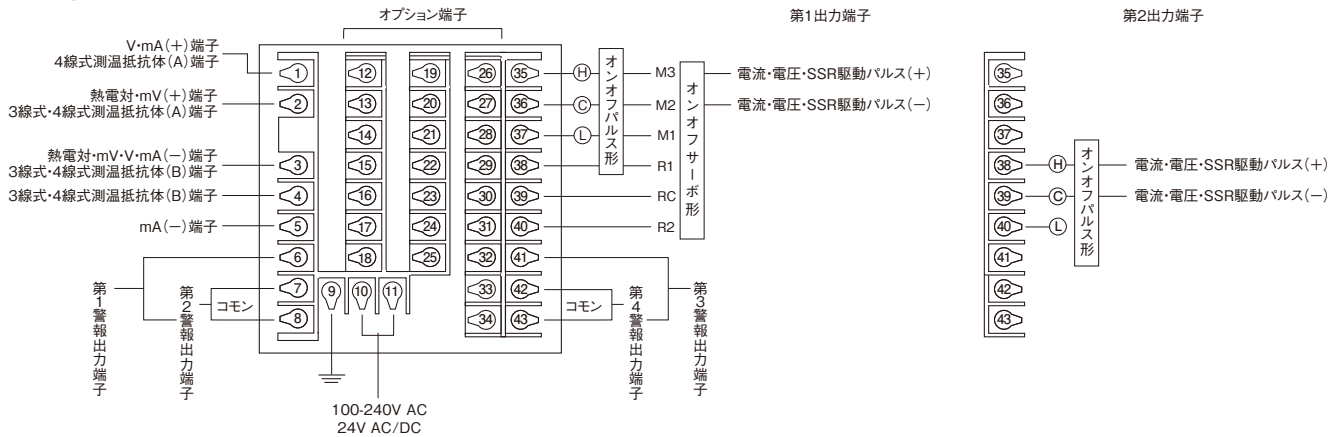 オプション端子
第1出力端子
第2出力端子
V・mA(+)端子
4線式測温抵抗体(A)端子
熱電対・mV(+)端子
3線式・4線式測温抵抗体(A)端子
熱電対・mV・V・mA(−)端子
3線式・4線式測温抵抗体(B)端子
3線式・4線式測温抵抗体(B)端子
mA(−)端子
第1警報出力端子
第2警報出力端子
コモン
1
2
3
4
5
6
7
8
9
10
11
12
13
14
15
16
17
18
19
20
21
22
23
24
25
26
27
28
29
30
31
32
33
34
35
36
37
38
39
40
41
42
43
100-240V AC
24V AC/DC
H
C
L
オンオフパルス形
M3
M2
M1
R1
RC
R2
オンオフサーボ形
電流・電圧・SSR駆動パルス(+)
電流・電圧・SSR駆動パルス(−)
コモン
第4警報出力端子
第3警報出力端子
35
36
37
38
39
40
41
42
43
H
C
L
オンオフパルス形
電流・電圧・SSR駆動パルス(+)
電流・電圧・SSR駆動パルス(−)